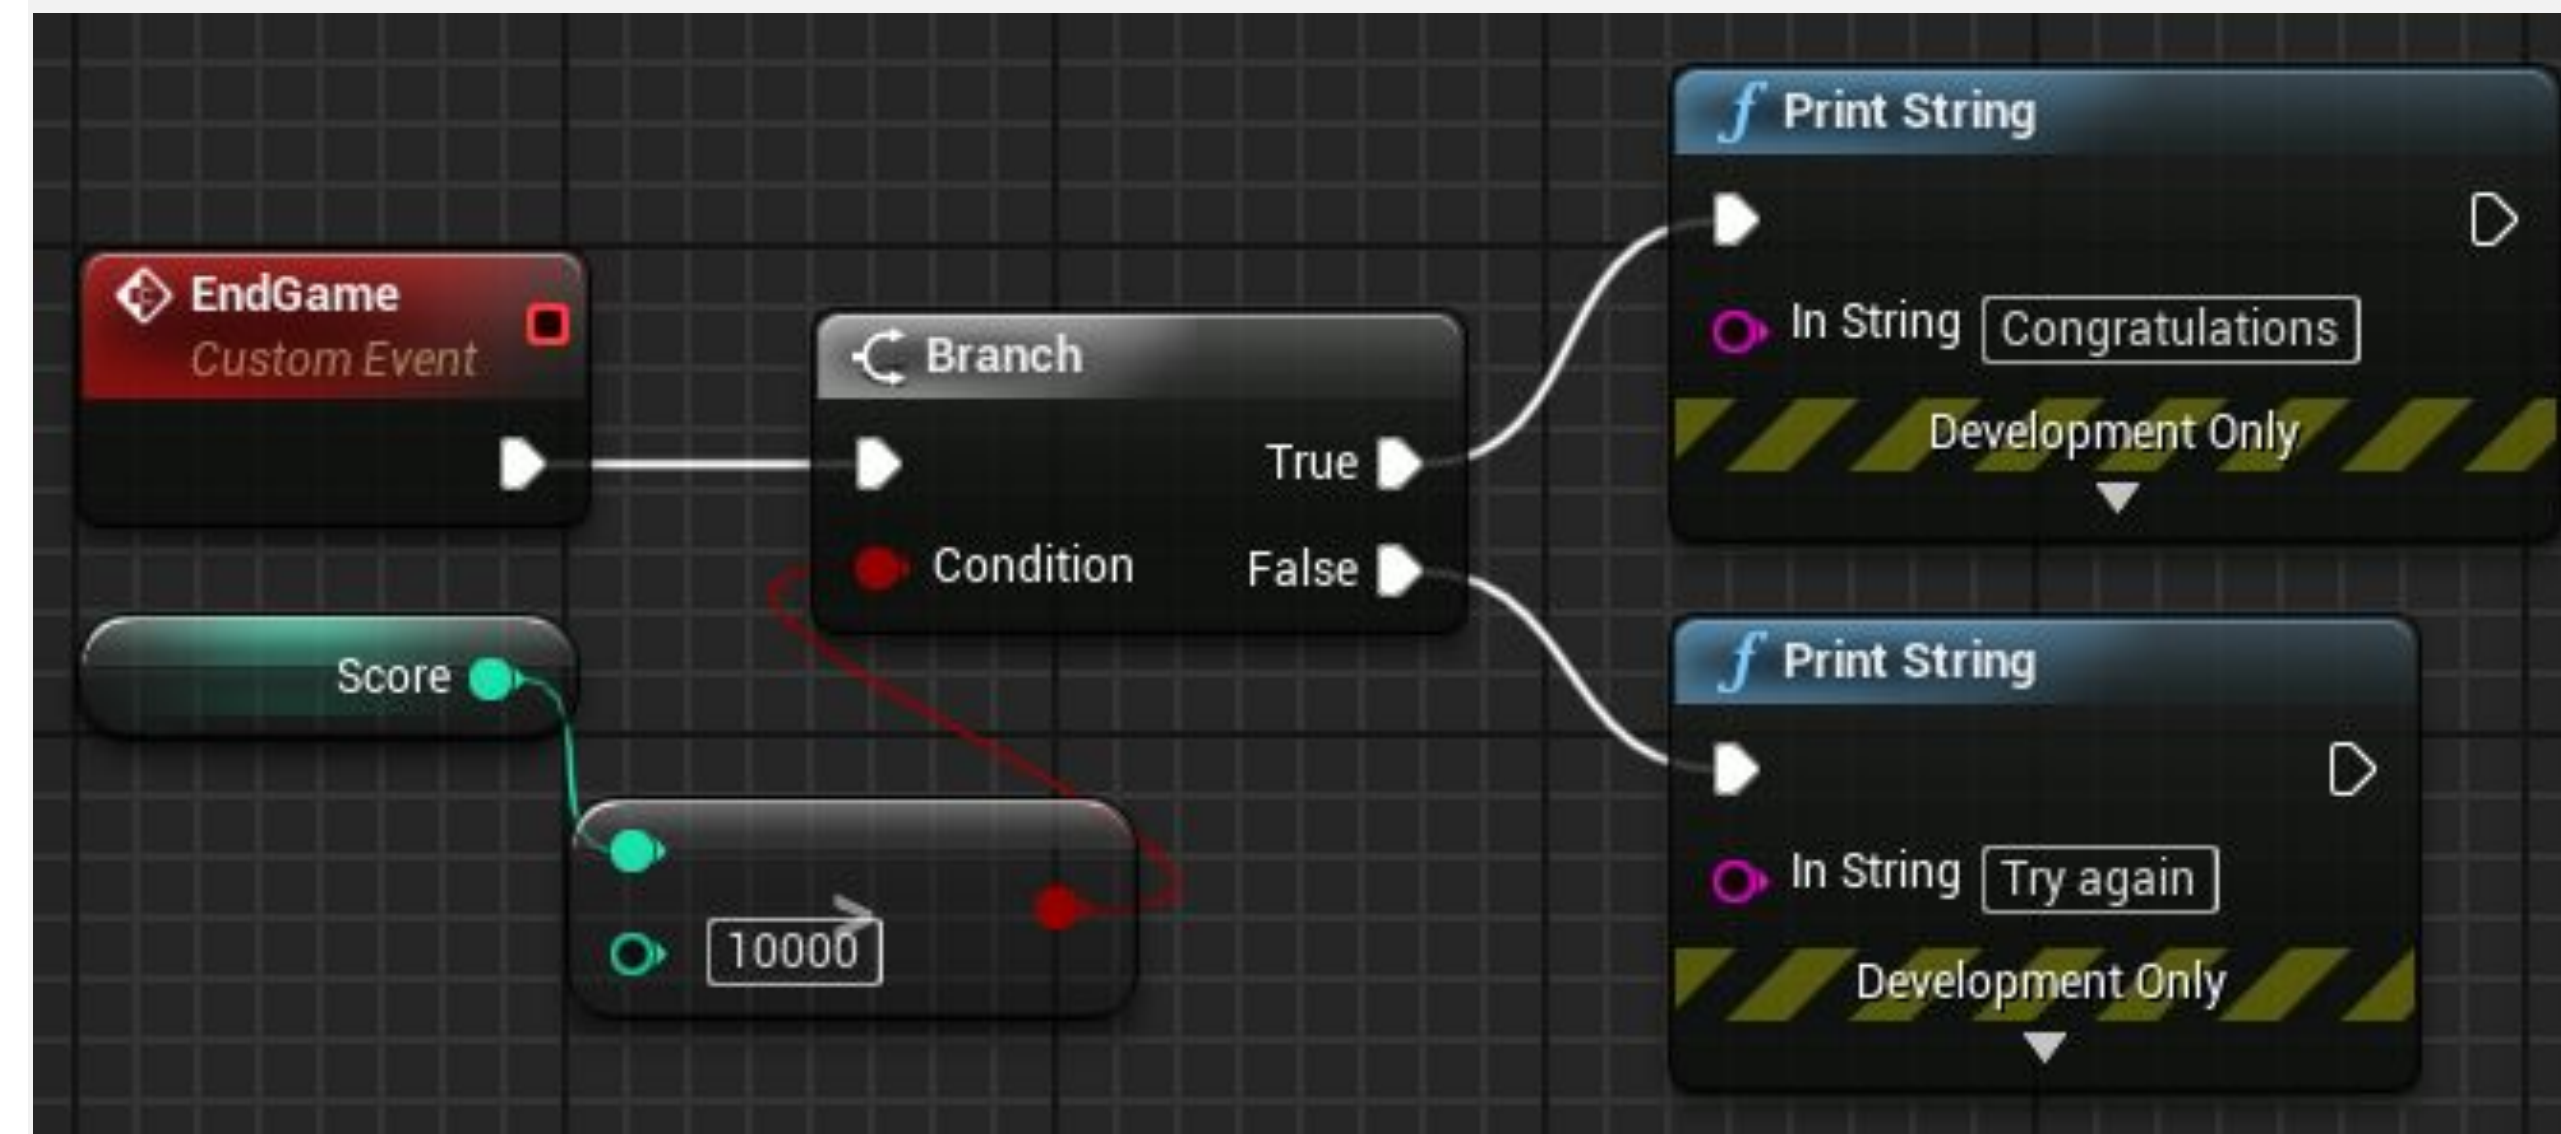 EndGame
Custom Event
Score
Branch
True
Condition
False
>
10000
Print String
In String Congratulations
Development Only
Print String
In String Try again
Development Only